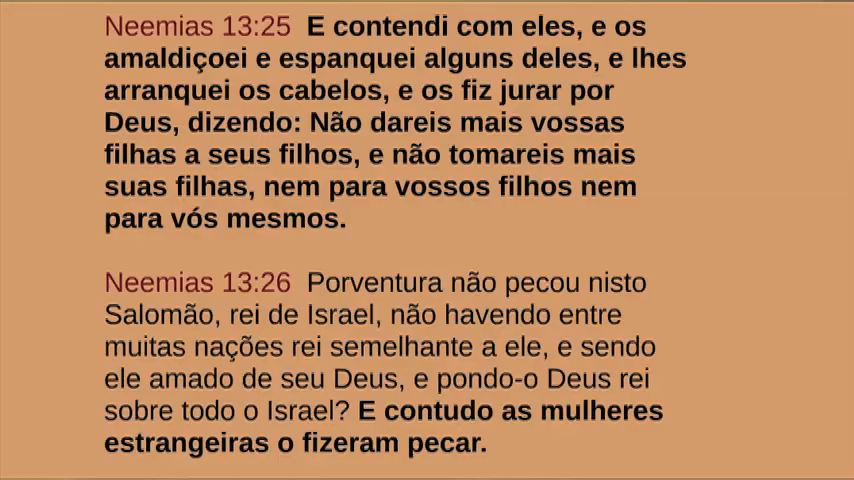 Neemias 13:25 E contendi com eles, e os
amaldiçoei e espanquei alguns deles, e lhes
arranquei os cabelos, e os fiz jurar por
Deus, dizendo: Não dareis mais vossas
filhas a seus filhos, e não tomareis mais
suas filhas, nem para vossos filhos nem
para vós mesmos.
Neemias 13:26 Porventura não pecou nisto
Salomão, rei de Israel, não havendo entre
muitas nações rei semelhante a ele, e sendo
ele amado de seu Deus, e pondo-o Deus rei
sobre todo o Israel? E contudo as mulheres
estrangeiras o fizeram pecar.